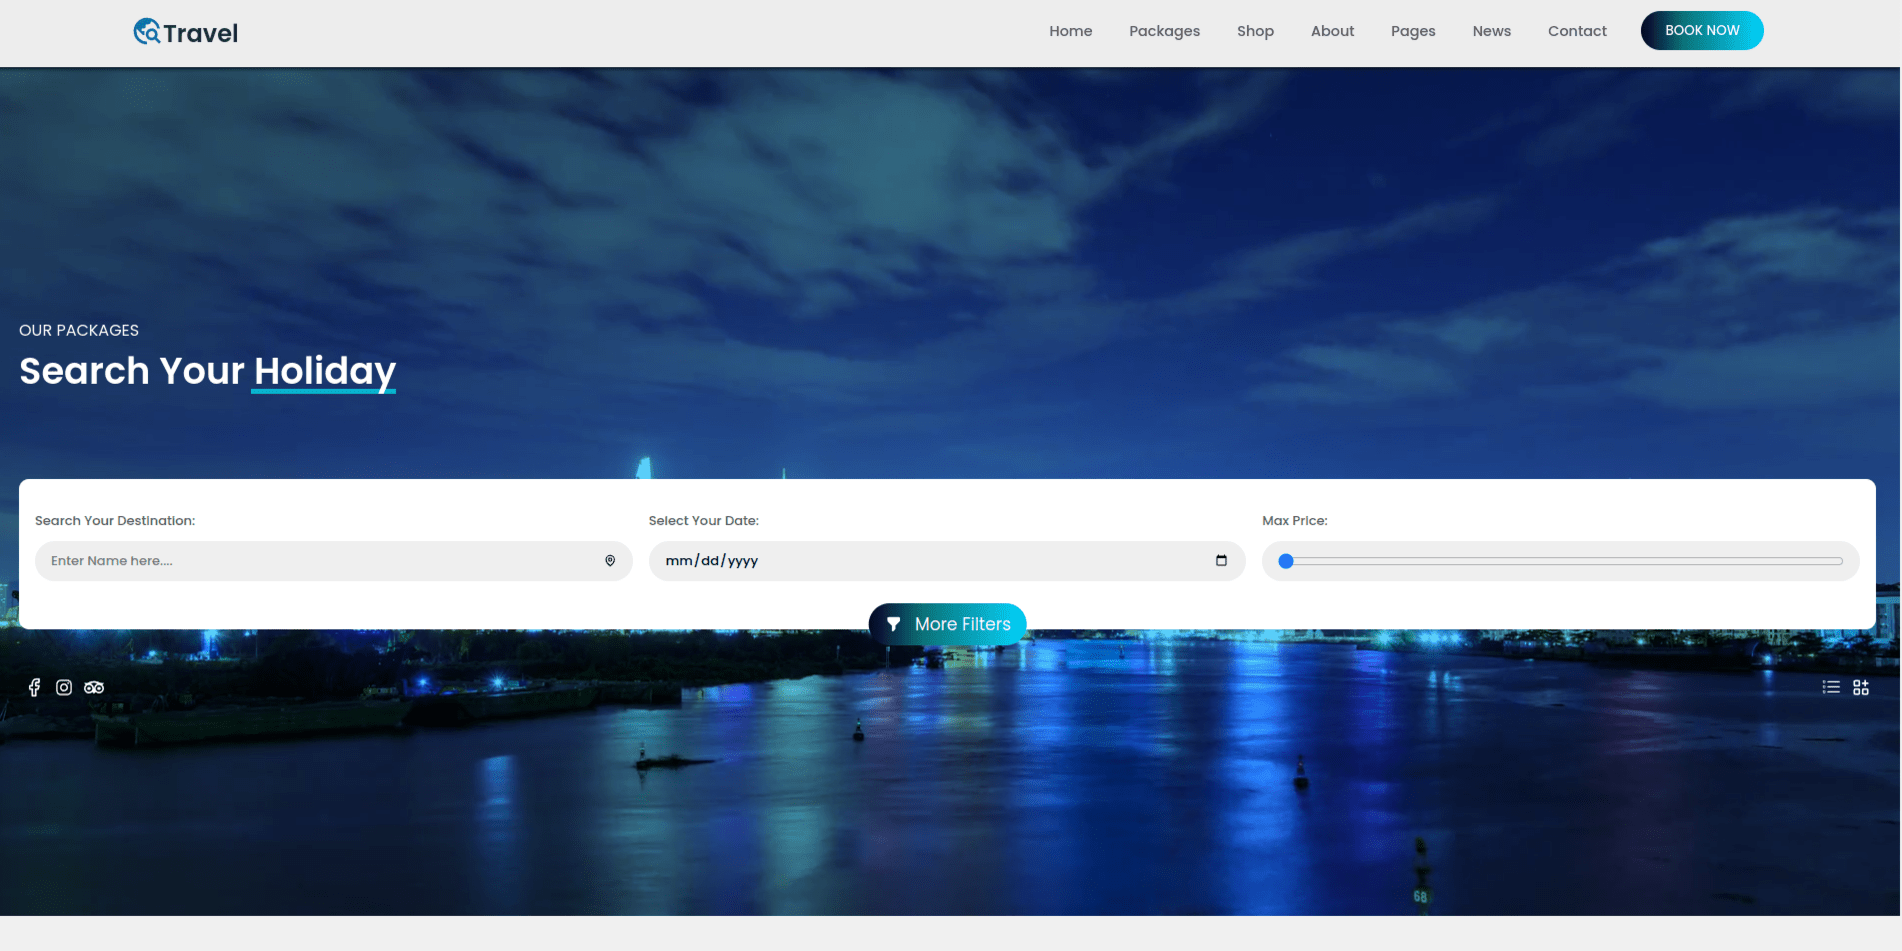 Travel
Home Packages Shop About Pages News Contact BOOK NOW
OUR PACKAGES
Search Your Holiday
Search Your Destination: Select Your Date: Max Price:
Enter Name here.... mm/dd/yyyy
More Filters
68